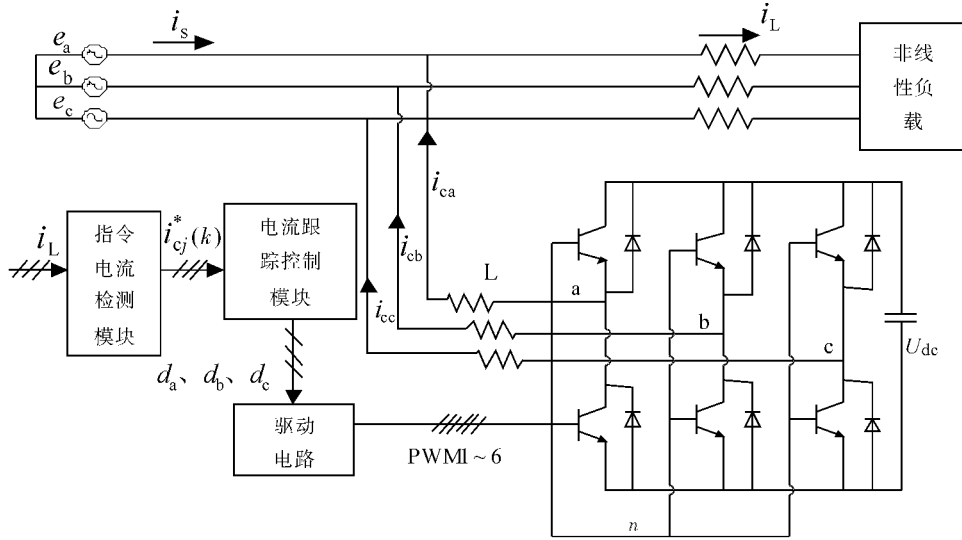 i_s
i_L
e_a
e_b
e_c
非线
性负
载
i_ca
i_cb
i_cc
i_L
指令
电流
检测
模块
i*_cj(k)
电流跟
踪控制
模块
L
a
b
c
U_dc
d_a、d_b、d_c
驱动
电路
PWM1~6
n